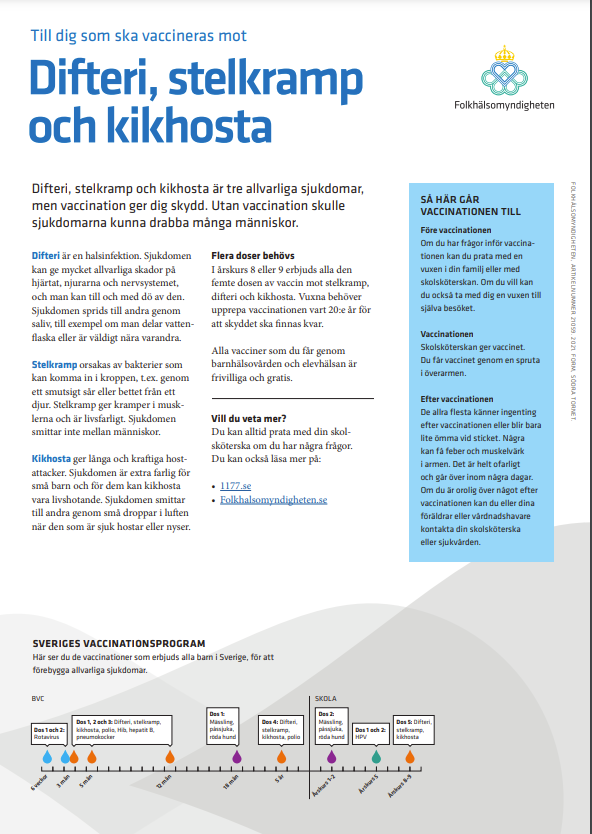 Till dig som ska vaccineras mot
Difteri, stelkramp
och kikhosta
Folkhälsomyndigheten
Difteri, stelkramp och kikhosta är tre allvarliga sjukdomar,
men vaccination ger dig skydd. Utan vaccination skulle
sjukdomarna kunna drabba många människor.
Difteri är en halsinfektion. Sjukdomen
kan ge mycket allvarliga skador på
hjärtat, njurarna och nervsystemet,
och man kan till och med dö av den.
Sjukdomen sprids till andra genom
saliv, till exempel om man delar vatten-
flaska eller är väldigt nära varandra.
Stelkramp orsakas av bakterier som
kan komma in i kroppen, t.ex. genom
ett smutsigt sår eller bettet från ett
djur. Stelkramp ger kramper i musk-
lerna och är livsfarligt. Sjukdomen
smittar inte mellan människor.
Kikhosta ger långa och kraftiga host-
attacker. Sjukdomen är extra farlig för
små barn och för dem kan kikhosta
vara livshotande. Sjukdomen smittar
till andra genom små droppar i luften
när den som är sjuk hostar eller nyser.
Flera doser behövs
I årskurs 8 eller 9 erbjuds alla den
femte dosen av vaccin mot stelkramp,
difteri och kikhosta. Vuxna behöver
upprepa vaccinationen vart 20:e år för
att skyddet ska finnas kvar.
Alla vacciner som du får genom
barnhälsovården och elevhälsan är
frivilliga och gratis.
Vill du veta mer?
Du kan alltid prata med din skol-
sköterska om du har några frågor.
Du kan också läsa mer på:
• 1177.se
• Folkhalsomyndigheten.se
SÅ HÄR GÅR
VACCINATIONEN TILL
Före vaccinationen
Om du har frågor inför vaccina-
tionen kan du prata med en
vuxen i din familj eller med
skolsköterskan. Om du vill kan
du också ta med dig en vuxen till
själva besöket.
Vaccinationen
Skolsköterskan ger vaccinet.
Du får vaccinet genom en spruta
i överarmen.
Efter vaccinationen
De allra flesta känner ingenting
efter vaccinationen eller blir bara
lite ömma vid sticket. Några
kan få feber och muskelvärk
i armen. Det är helt ofarligt
och går över inom några dagar.
Om du är orolig över något efter
vaccinationen kan du eller dina
föräldrar eller vårdnadshavare
kontakta din skolsköterska
eller sjukvården.
FOLKHÄLSOMYNDIGHETEN. ARTIKELNUMMER 21059. 2021. FORM: SÖDRA TORNET.
SVERIGES VACCINATIONSPROGRAM
Här ser du de vaccinationer som erbjuds alla barn i Sverige, för att
förebygga allvarliga sjukdomar.
BVC
SKOLA
Dos 1 och 2:
Rotavirus
Dos 1, 2 och 3: Difteri, stelkramp,
kikhosta, polio, Hib, hepatit B,
pneumokocker
Dos 1:
Mässling,
påssjuka,
röda hund
Dos 4: Difteri,
stelkramp,
kikhosta, polio
Dos 2:
Mässling,
påssjuka,
röda hund
Dos 1 och 2:
HPV
Dos 5: Difteri,
stelkramp,
kikhosta
6 veckor
3 mån
5 mån
12 mån
18 mån
5 år
Årskurs 1–2
Årskurs 5
Årskurs 8–9